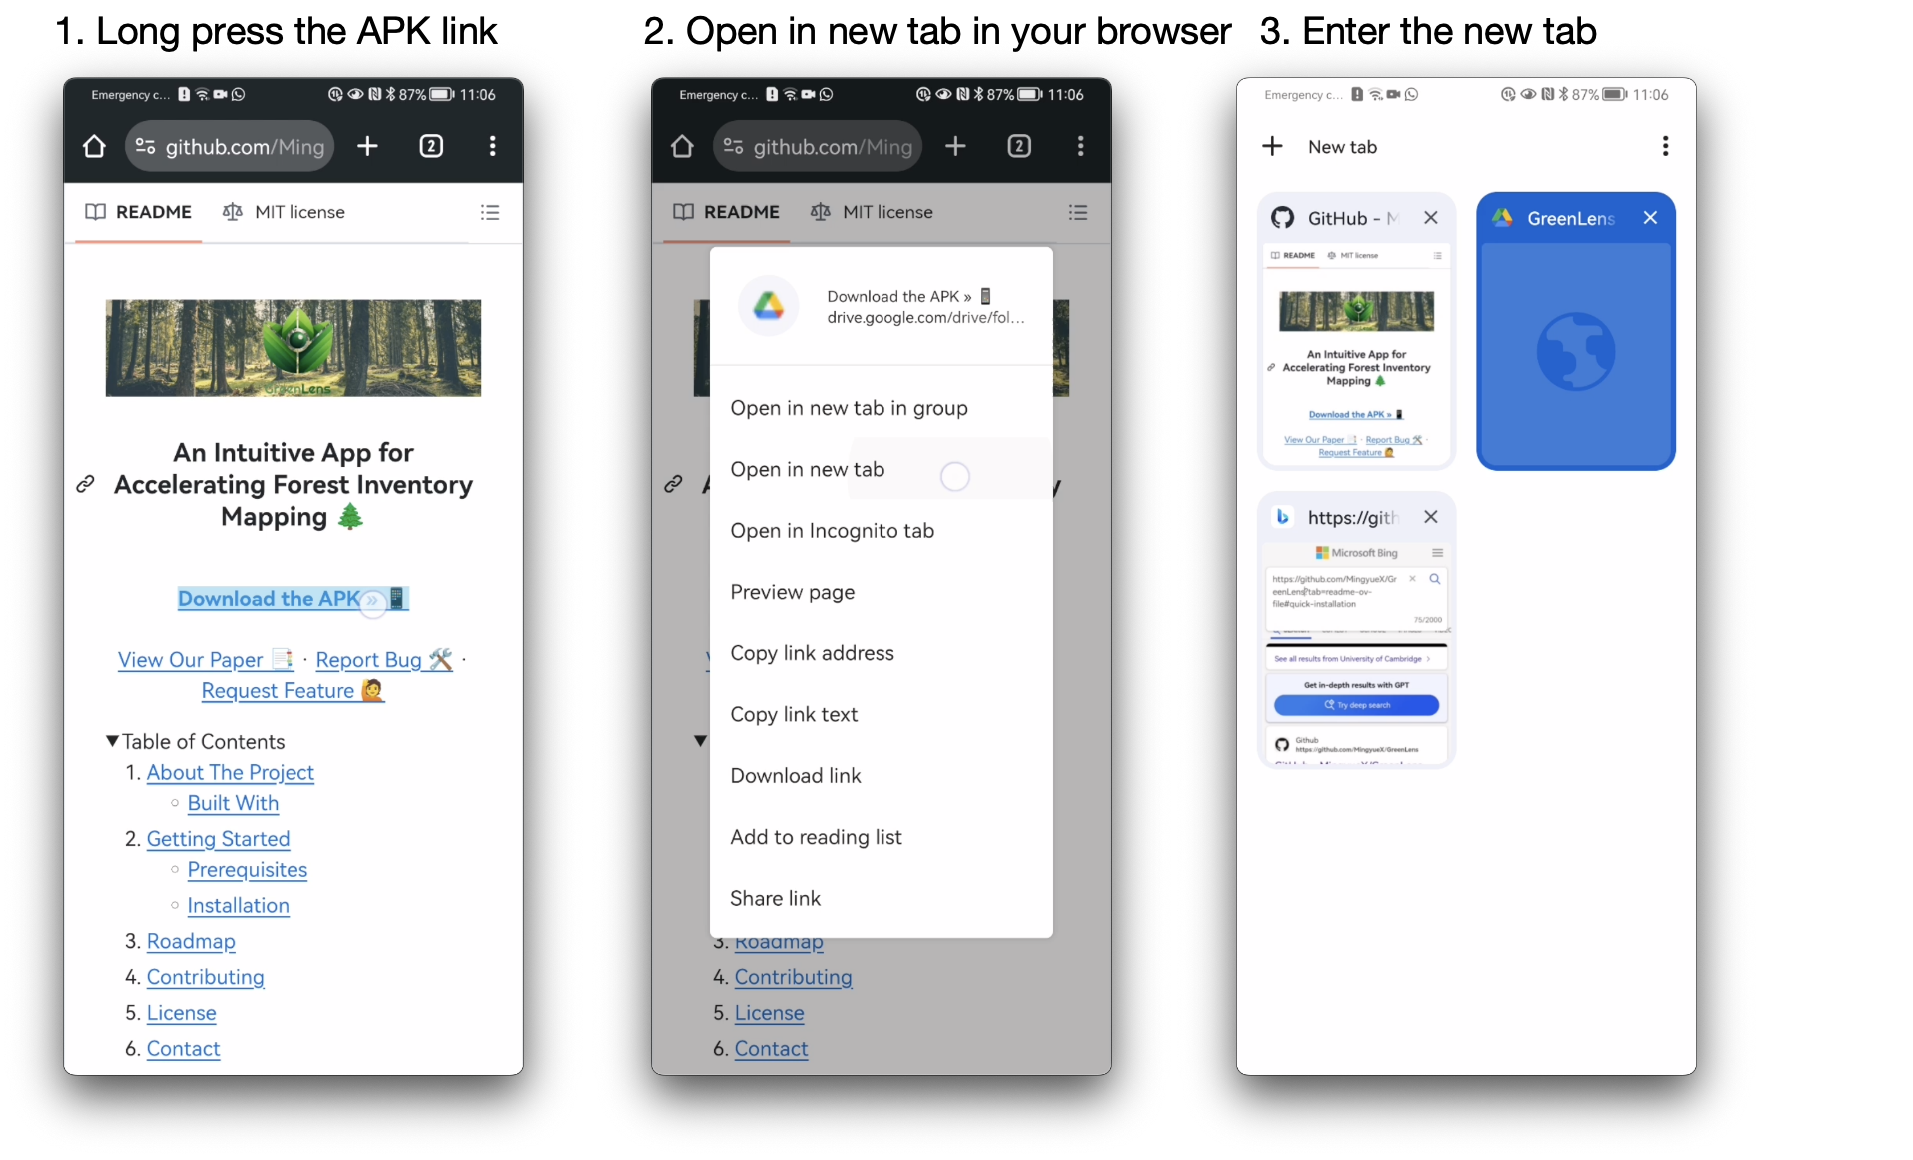 1. Long press the APK link
2. Open in new tab in your browser
3. Enter the new tab
Emergency c...
87%
11:06
github.com/Ming
2
README
MIT license
GreenLens
An Intuitive App for
Accelerating Forest Inventory
Mapping 🌲
Download the APK » 📱
View Our Paper 📑 · Report Bug 🛠️ ·
Request Feature 🙋
▼Table of Contents
1. About The Project
○ Built With
2. Getting Started
○ Prerequisites
○ Installation
3. Roadmap
4. Contributing
5. License
6. Contact
Emergency c...
87%
11:06
github.com/Ming
2
README
MIT license
Download the APK » 📱
drive.google.com/drive/fol...
Open in new tab in group
Open in new tab
Open in Incognito tab
Preview page
Copy link address
Copy link text
Download link
Add to reading list
Share link
▼
3. Roadmap
4. Contributing
5. License
6. Contact
Emergency c...
87%
11:06
+ New tab
GitHub - M
README
MIT license
An Intuitive App for
Accelerating Forest Inventory
Mapping 🌲
Download the APK » 📱
View Our Paper 📑 · Report Bug 🛠️ ·
Request Feature 🙋
GreenLens
https://gith
Microsoft Bing
https://github.com/MingyueX/Gr
eenLens?tab=readme-ov-
file#quick-installation
75/2000
See all results from University of Cambridge >
Get in-depth results with GPT
Try deep search
Github
https://github.com/MingyueX/GreenLens